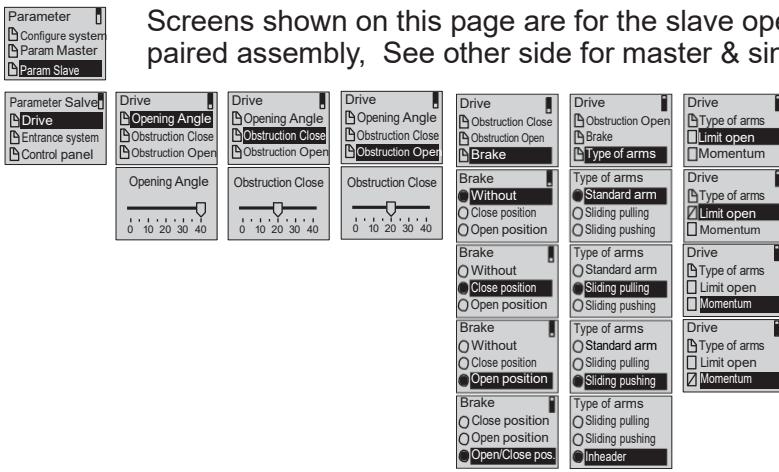 Parameter
Configure system
Param Master
Param Slave
Screens shown on this page are for the slave
paired assembly, See other side for master &
Parameter Salve
Drive
Entrance system
Control panel
Drive
Opening Angle
Obstruction Close
Obstruction Open
Opening Angle
0 10 20 30 40
Drive
Opening Angle
Obstruction Close
Obstruction Open
Obstruction Close
0 10 20 30 40
Drive
Opening Angle
Obstruction Close
Obstruction Open
Obstruction Close
0 10 20 30 40
Drive
Obstruction Close
Obstruction Open
Brake
Brake
Without
Close position
Open position
Brake
Without
Close position
Open position
Brake
Without
Close position
Open position
Brake
Close position
Open position
Open/Close pos.
Drive
Obstruction Open
Brake
Type of arms
Type of arms
Standard arm
Sliding pulling
Sliding pushing
Type of arms
Standard arm
Sliding pulling
Sliding pushing
Type of arms
Standard arm
Sliding pulling
Sliding pushing
Type of arms
Sliding pulling
Sliding pushing
Inheader
Drive
Type of arms
Limit open
Momentum
Drive
Type of arms
Limit open
Momentum
Drive
Type of arms
Limit open
Momentum
Drive
Type of arms
Limit open
Momentum